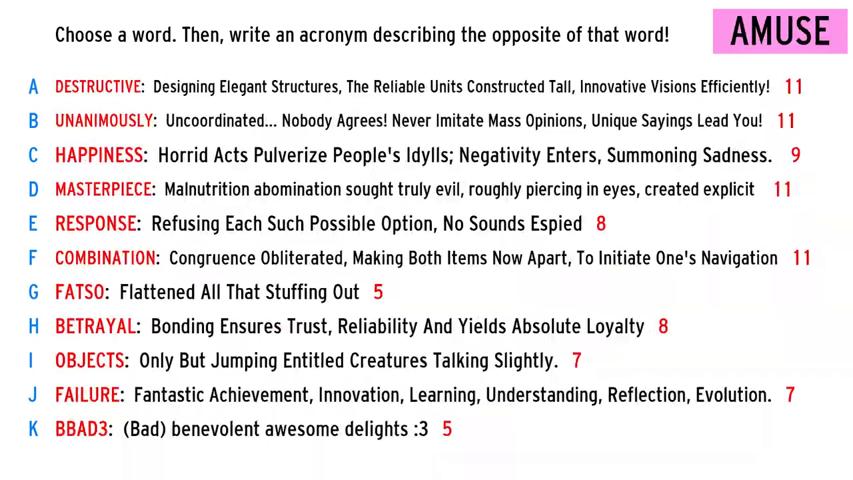 Choose a word. Then, write an acronym describing the opposite of that word!
AMUSE
A DESTRUCTIVE: Designing Elegant Structures, The Reliable Units Constructed Tall, Innovative Visions Efficiently! 11
B UNANIMOUSLY: Uncoordinated... Nobody Agrees! Never Imitate Mass Opinions, Unique Sayings Lead You! 11
C HAPPINESS: Horrid Acts Pulverize People's Idylls; Negativity Enters, Summoning Sadness. 9
D MASTERPIECE: Malnutrition abomination sought truly evil, roughly piercing in eyes, created explicit 11
E RESPONSE: Refusing Each Such Possible Option, No Sounds Espied 8
F COMBINATION: Congruence Obliterated, Making Both Items Now Apart, To Initiate One's Navigation 11
G FATSO: Flattened All That Stuffing Out 5
H BETRAYAL: Bonding Ensures Trust, Reliability And Yields Absolute Loyalty 8
I OBJECTS: Only But Jumping Entitled Creatures Talking Slightly. 7
J FAILURE: Fantastic Achievement, Innovation, Learning, Understanding, Reflection, Evolution. 7
K BBAD3: (Bad) benevolent awesome delights :3 5